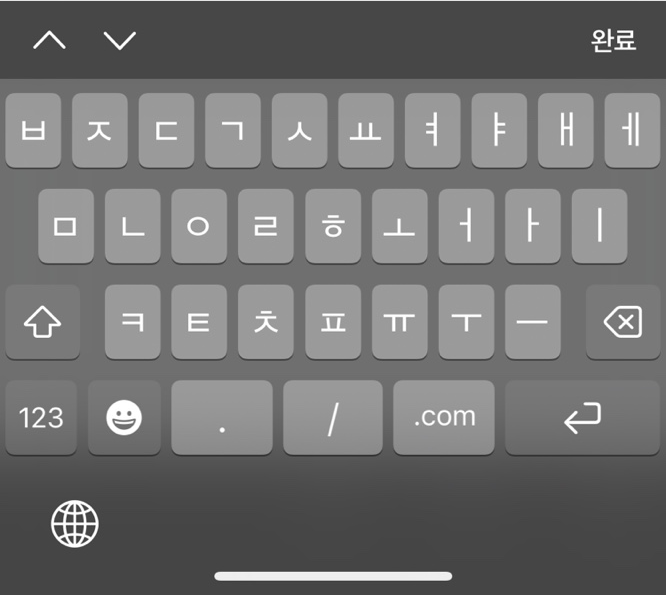 완료
ㅂ ㅈ ㄷ ㄱ ㅅ ㅛ ㅕ ㅑ ㅐ ㅔ
ㅁ ㄴ ㅇ ㄹ ㅎ ㅗ ㅓ ㅏ ㅣ
ㅋ ㅌ ㅊ ㅍ ㅠ ㅜ ㅡ
123 . / .com